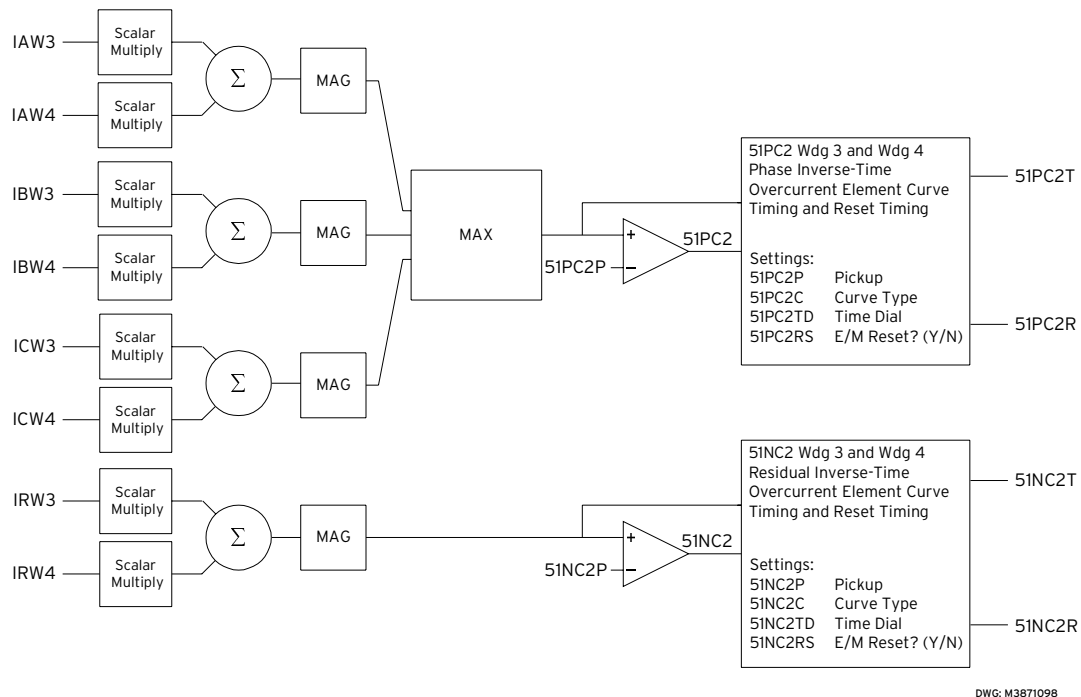 IAW3
Scalar
Multiply
IAW4
Scalar
Multiply
Σ
MAG
IBW3
Scalar
Multiply
IBW4
Scalar
Multiply
Σ
MAG
ICW3
Scalar
Multiply
ICW4
Scalar
Multiply
Σ
MAG
MAX
51PC2P
+
–
51PC2
51PC2 Wdg 3 and Wdg 4
Phase Inverse-Time
Overcurrent Element Curve
Timing and Reset Timing
Settings:
51PC2P Pickup
51PC2C Curve Type
51PC2TD Time Dial
51PC2RS E/M Reset? (Y/N)
51PC2T
51PC2R
IRW3
Scalar
Multiply
IRW4
Scalar
Multiply
Σ
MAG
51NC2P
+
–
51NC2
51NC2 Wdg 3 and Wdg 4
Residual Inverse-Time
Overcurrent Element Curve
Timing and Reset Timing
Settings:
51NC2P Pickup
51NC2C Curve Type
51NC2TD Time Dial
51NC2RS E/M Reset? (Y/N)
51NC2T
51NC2R
DWG: M3871098